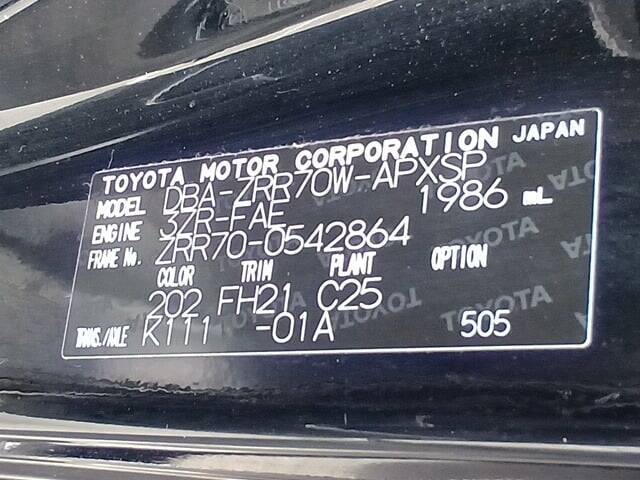 TOYOTA MOTOR CORPORATION JAPAN
MODEL DBA-ZRR70W-APXSP
ENGINE 3ZR-FAE 1986 mL
FRAME No. ZRR70-0542864
COLOR TRIM PLANT OPTION
202 FH21 C25
TRANS./AXLE K111 -01A 505